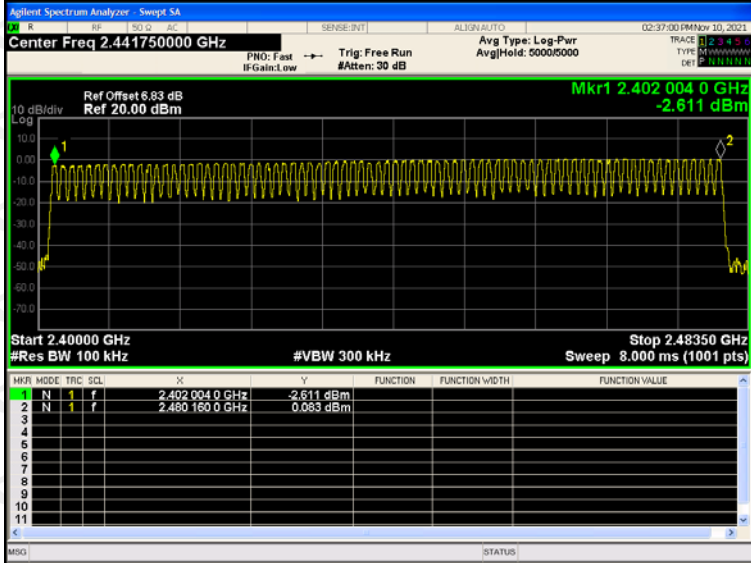 Agilent Spectrum Analyzer - Swept SA
R RF 50 Ω AC SENSE:INT ALIGN AUTO 02:37:00 PM Nov 10, 2021
Center Freq 2.441750000 GHz
PNO: Fast
IFGain:Low
Trig: Free Run
#Atten: 30 dB
Avg Type: Log-Pwr
Avg|Hold: 5000/5000
TRACE 1 2 3 4 5 6
TYPE M
DET P N N N N N
Mkr1 2.402 004 0 GHz
-2.611 dBm
Ref Offset 6.83 dB
10 dB/div Ref 20.00 dBm
Log
10.0
0.00
-10.0
-20.0
-30.0
-40.0
-50.0
-60.0
-70.0
1
2
Start 2.40000 GHz Stop 2.48350 GHz
#Res BW 100 kHz #VBW 300 kHz Sweep 8.000 ms (1001 pts)
MKR MODE TRC SCL X Y FUNCTION FUNCTION WIDTH FUNCTION VALUE
1 N 1 f 2.402 004 0 GHz -2.611 dBm
2 N 1 f 2.480 160 0 GHz 0.083 dBm
3
4
5
6
7
8
9
10
11
MSG STATUS